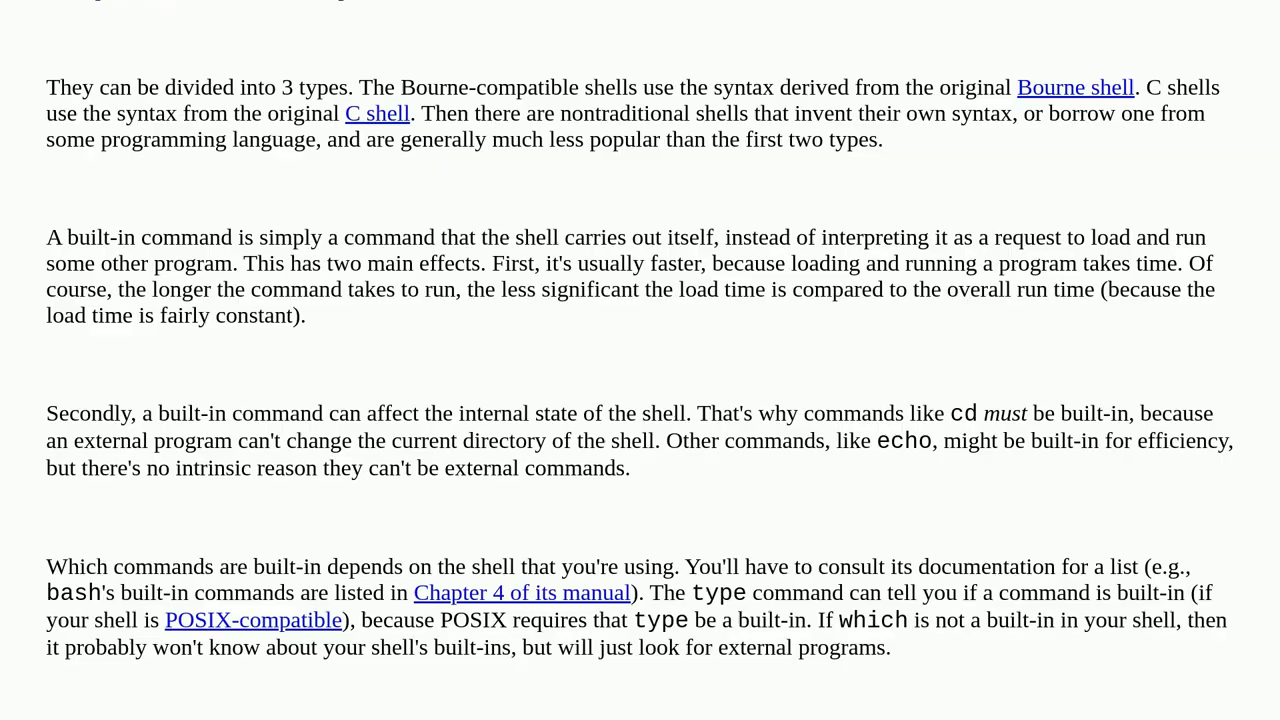 They can be divided into 3 types. The Bourne-compatible shells use the syntax derived from the original Bourne shell. C shells
use the syntax from the original C shell. Then there are nontraditional shells that invent their own syntax, or borrow one from
some programming language, and are generally much less popular than the first two types.
A built-in command is simply a command that the shell carries out itself, instead of interpreting it as a request to load and run
some other program. This has two main effects. First, it's usually faster, because loading and running a program takes time. Of
course, the longer the command takes to run, the less significant the load time is compared to the overall run time (because the
load time is fairly constant).
Secondly, a built-in command can affect the internal state of the shell. That's why commands like cd must be built-in, because
an external program can't change the current directory of the shell. Other commands, like echo, might be built-in for efficiency,
but there's no intrinsic reason they can't be external commands.
Which commands are built-in depends on the shell that you're using. You'll have to consult its documentation for a list (e.g.,
bash's built-in commands are listed in Chapter 4 of its manual). The type command can tell you if a command is built-in (if
your shell is POSIX-compatible), because POSIX requires that type be a built-in. If which is not a built-in in your shell, then
it probably won't know about your shell's built-ins, but will just look for external programs.